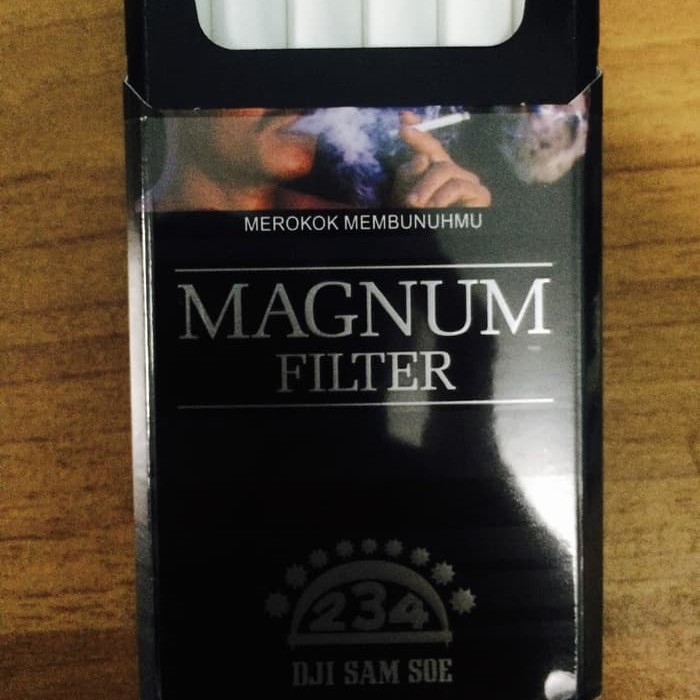 MEROKOK MEMBUNUHMU
MAGNUM
FILTER
234
DJI SAM SOE